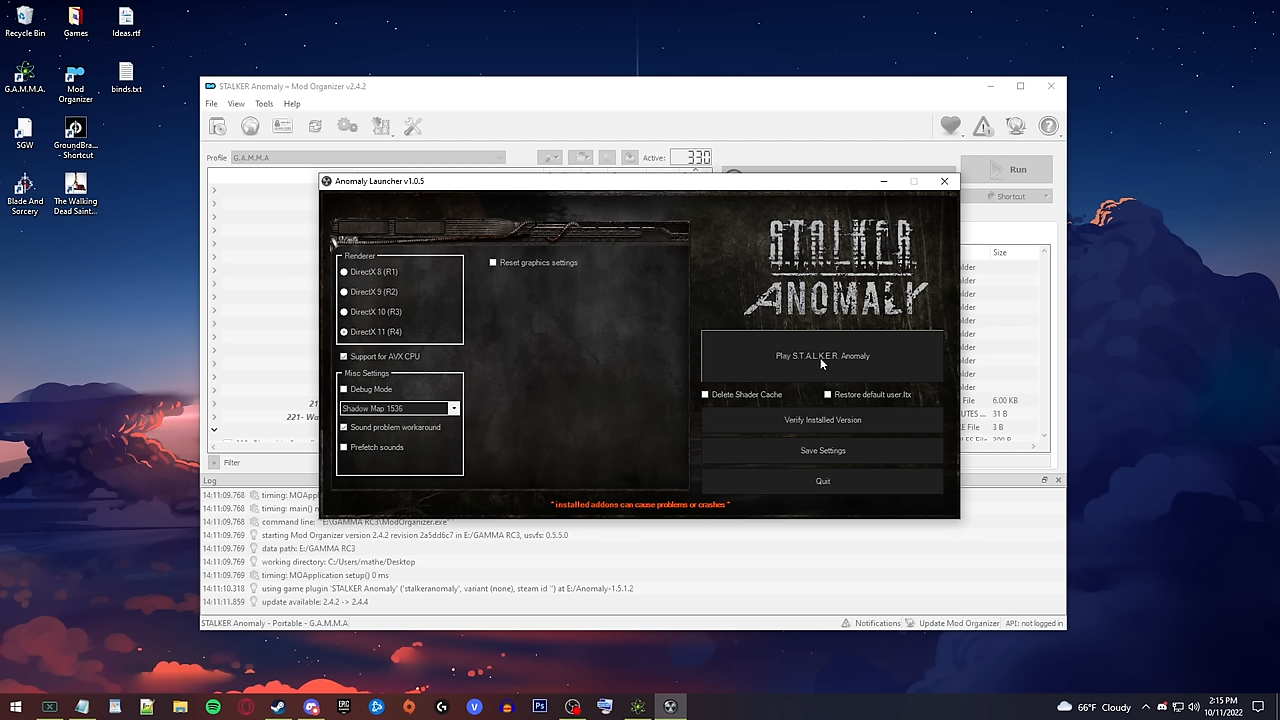 Recycle Bin
Games
Ideas.rtf
G.A.M.M.A.
Mod Organizer
binds.txt
SGW
GroundBra... - Shortcut
Blade And Sorcery
The Walking Dead Saint...
STALKER Anomaly – Mod Organizer v2.4.2
File View Tools Help
Profile G.A.M.M.A Active: 330
Run
Shortcut
Anomaly Launcher v1.0.5
Renderer
DirectX 8 (R1)
DirectX 9 (R2)
DirectX 10 (R3)
DirectX 11 (R4)
Support for AVX CPU
Misc Settings
Debug Mode
Shadow Map 1536
Sound problem workaround
Prefetch sounds
Reset graphics settings
STALKER
ANOMALY
Play S.T.A.L.K.E.R. Anomaly
Delete Shader Cache
Restore default user.ltx
Verify Installed Version
Save Settings
Quit
* installed addons can cause problems or crashes *
Size
6.00 KB
31 B
3 B
Filter
Log
14:11:09.768 timing: MOAppl
14:11:09.768 timing: main() m
14:11:09.768 command line: "E:\GAMMA RC3\ModOrganizer.exe"
14:11:09.769 starting Mod Organizer version 2.4.2 revision 2a5dd6c7 in E:/GAMMA RC3, usvfs: 0.5.5.0
14:11:09.769 data path: E:/GAMMA RC3
14:11:09.769 working directory: C:/Users/mathe/Desktop
14:11:09.769 timing: MOApplication setup() 0 ms
14:11:10.318 using game plugin 'STALKER Anomaly' ('stalkeranomaly', variant (none), steam id '') at E:/Anomaly-1.5.1.2
14:11:11.859 update available: 2.4.2 -> 2.4.4
STALKER Anomaly - Portable - G.A.M.M.A
Notifications Update Mod Organizer API: not logged in
66°F Cloudy
2:15 PM
10/11/2022